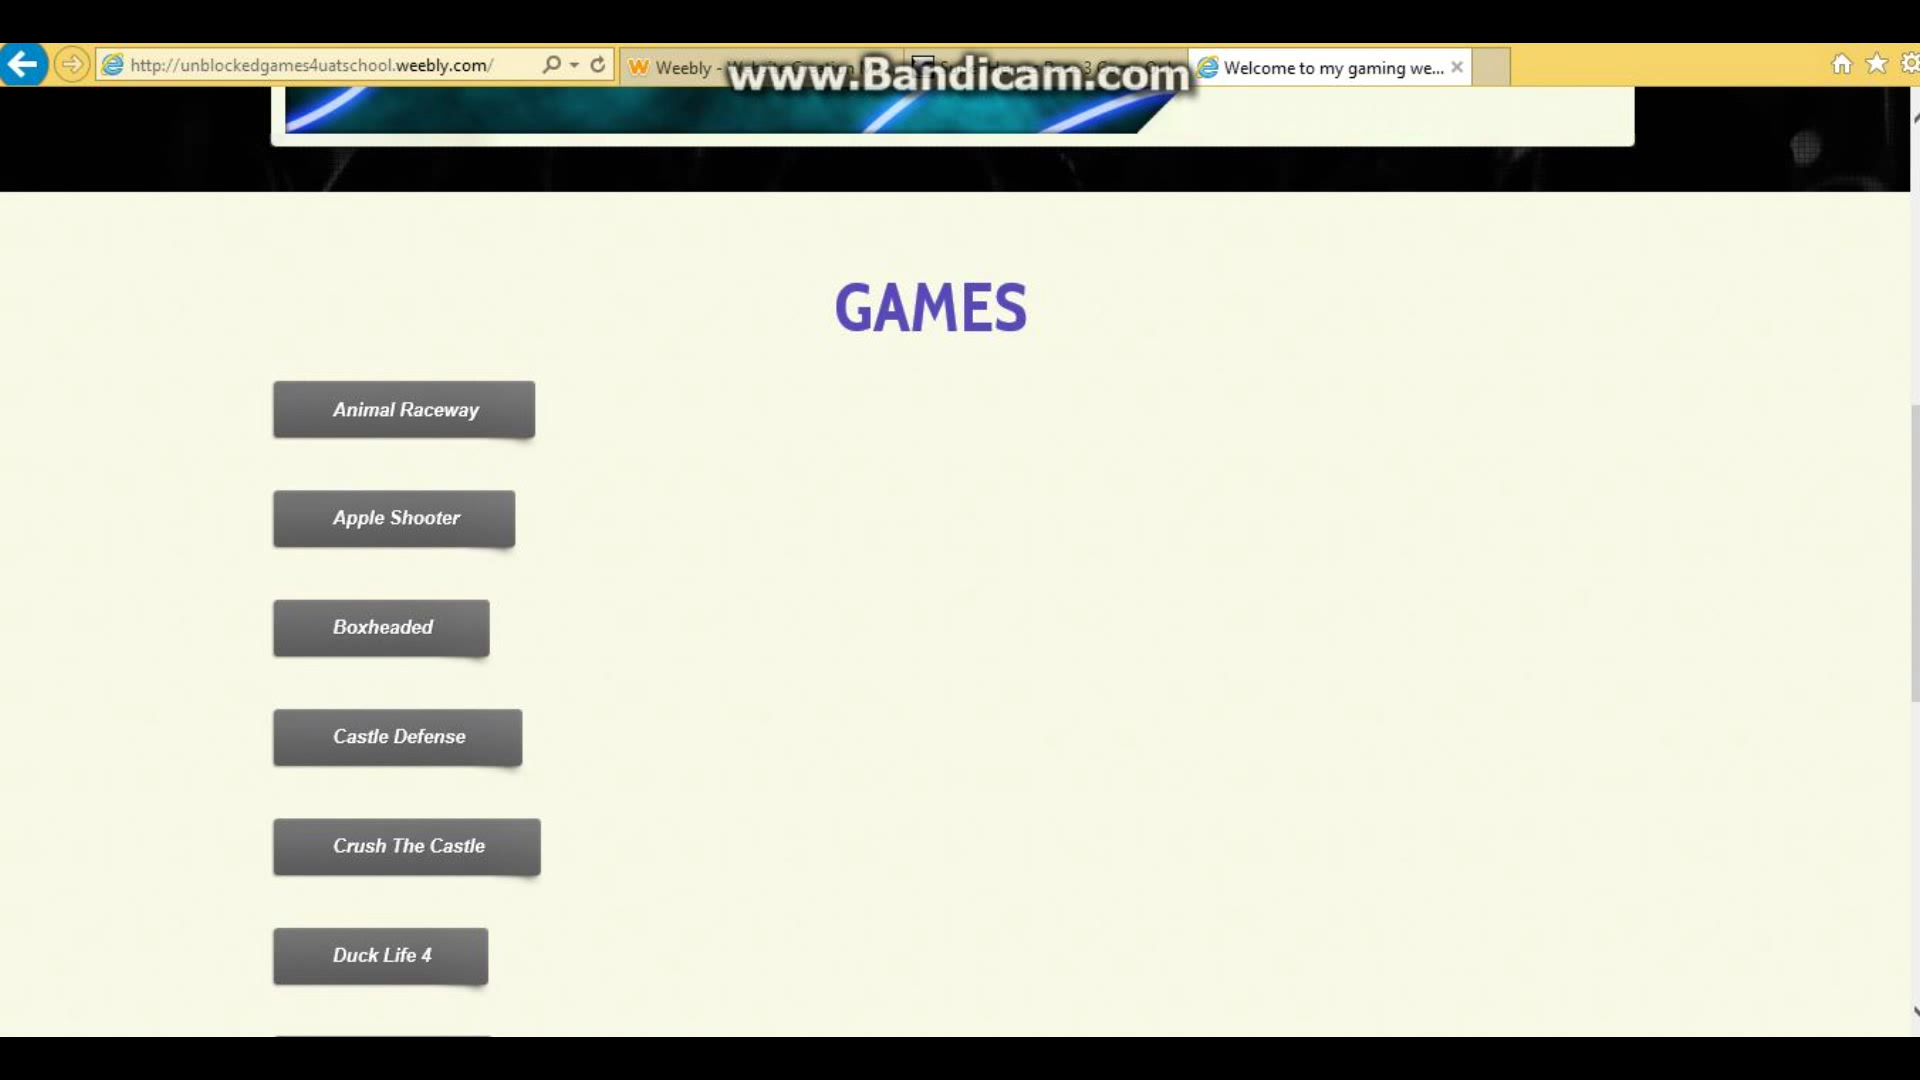 http://unblockedgames4uatschool.weebly.com/
Weebly -
www.Bandicam.com
Welcome to my gaming we...
GAMES
Animal Raceway
Apple Shooter
Boxheaded
Castle Defense
Crush The Castle
Duck Life 4